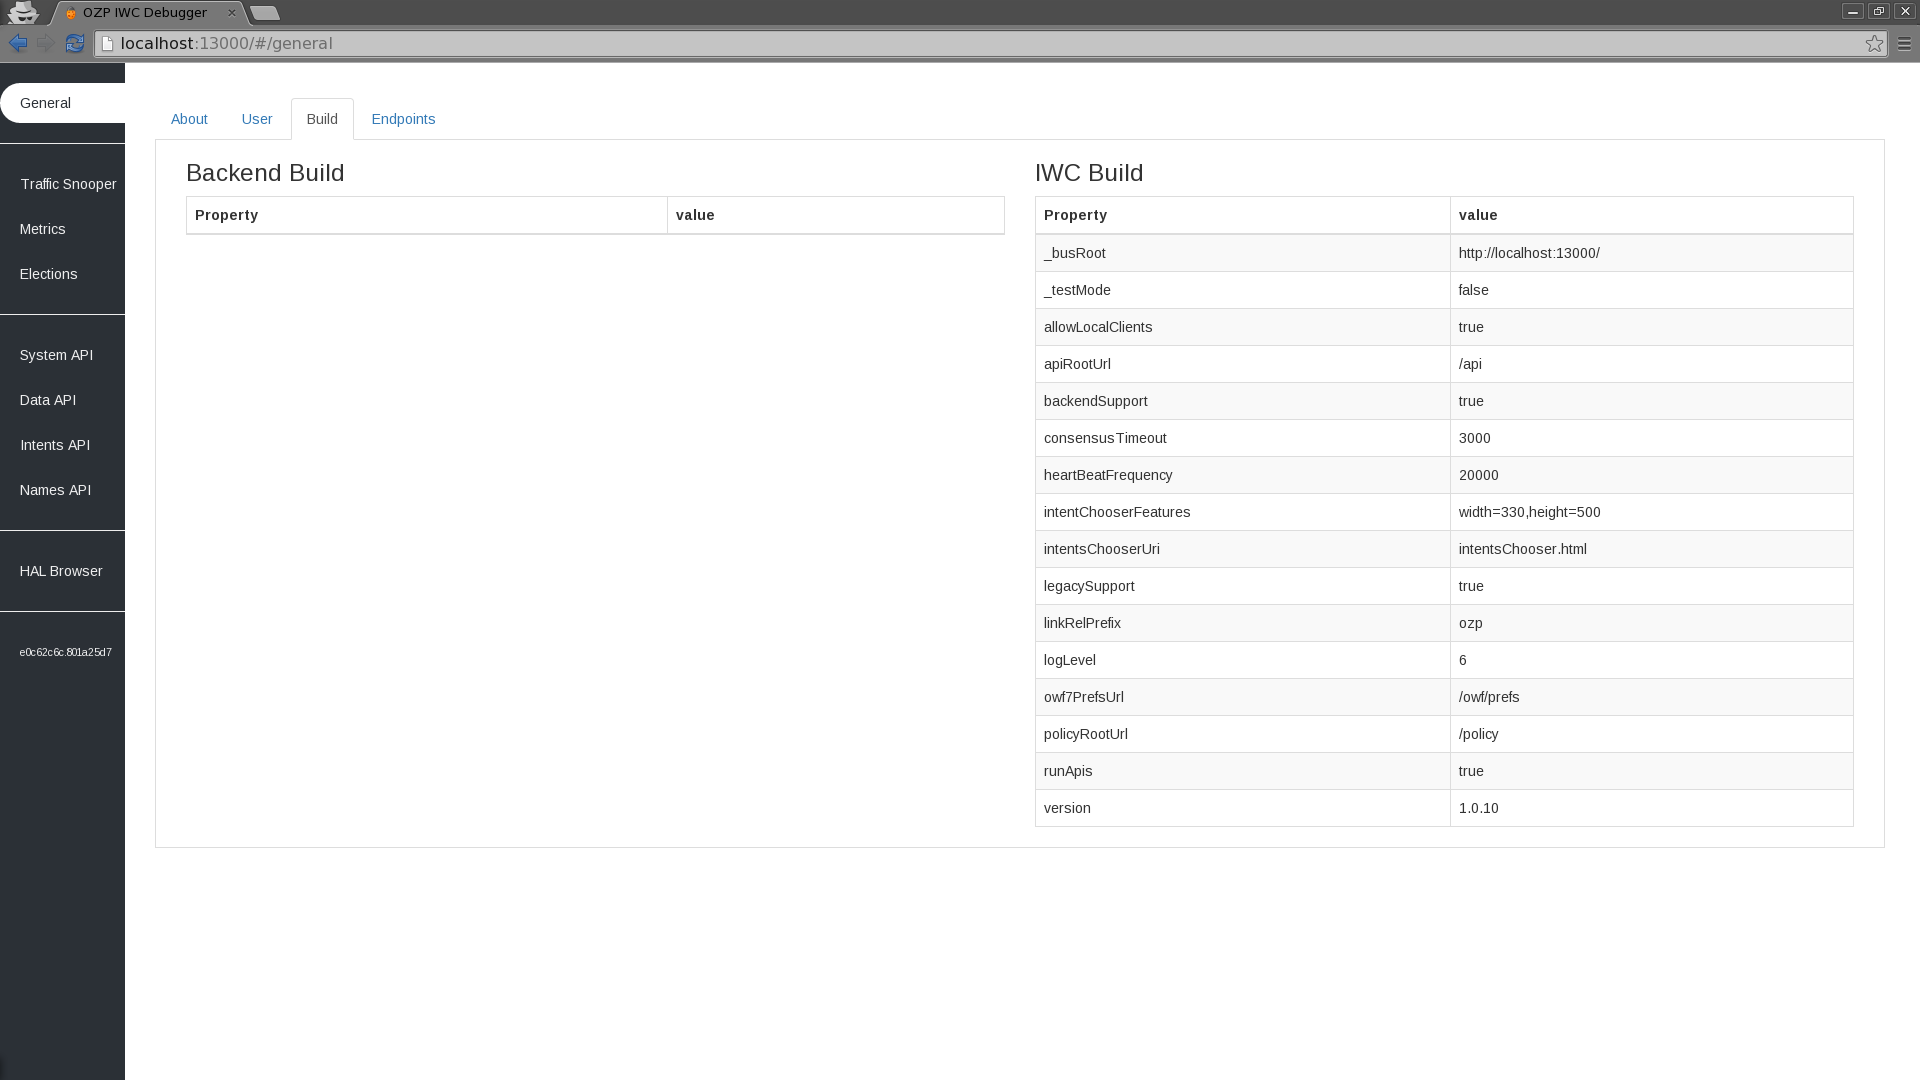 OZP IWC Debugger
localhost:13000/#/general
General
Traffic Snooper
Metrics
Elections
System API
Data API
Intents API
Names API
HAL Browser
e0c62c6c.801a25d7
About User Build Endpoints
Backend Build
Property value
IWC Build
Property value
_busRoot http://localhost:13000/
_testMode false
allowLocalClients true
apiRootUrl /api
backendSupport true
consensusTimeout 3000
heartBeatFrequency 20000
intentChooserFeatures width=330,height=500
intentsChooserUri intentsChooser.html
legacySupport true
linkRelPrefix ozp
logLevel 6
owf7PrefsUrl /owf/prefs
policyRootUrl /policy
runApis true
version 1.0.10